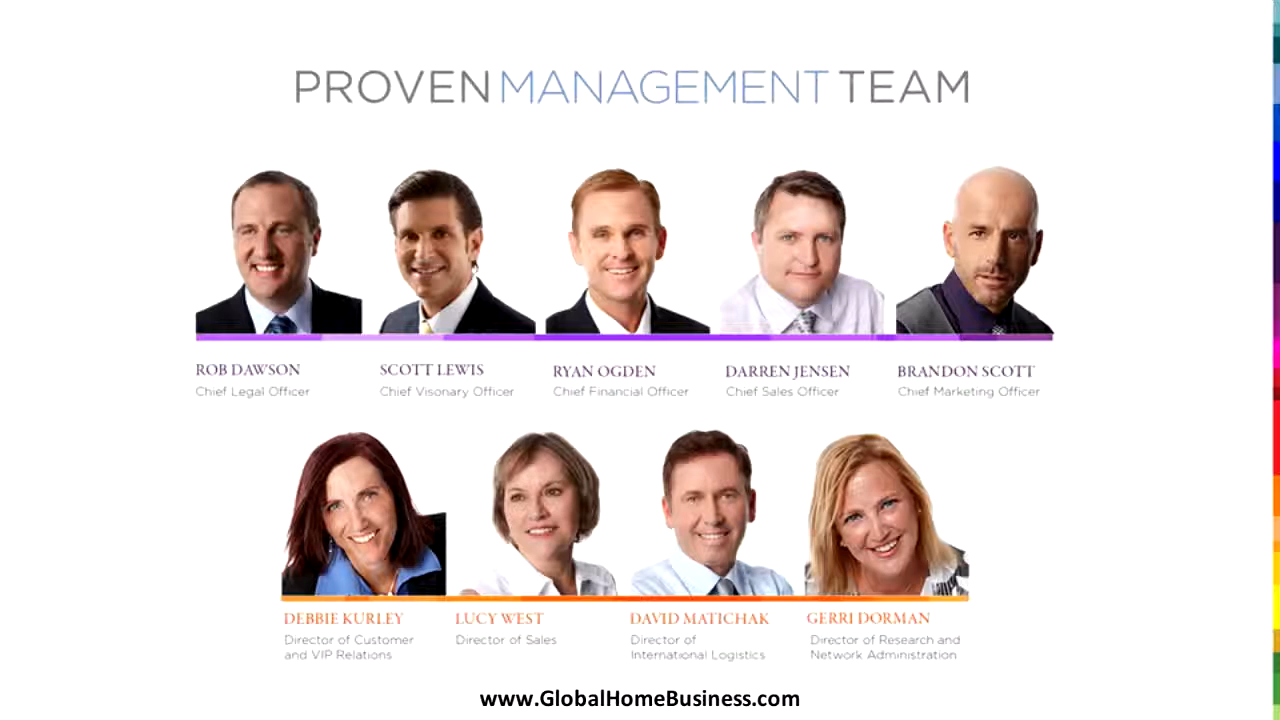 PROVEN MANAGEMENT TEAM
ROB DAWSON
Chief Legal Officer
SCOTT LEWIS
Chief Visonary Officer
RYAN OGDEN
Chief Financial Officer
DARREN JENSEN
Chief Sales Officer
BRANDON SCOTT
Chief Marketing Officer
DEBBIE KURLEY
Director of Customer
and VIP Relations
LUCY WEST
Director of Sales
DAVID MATICHAK
Director of
International Logistics
GERRI DORMAN
Director of Research and
Network Administration
www.GlobalHomeBusiness.com